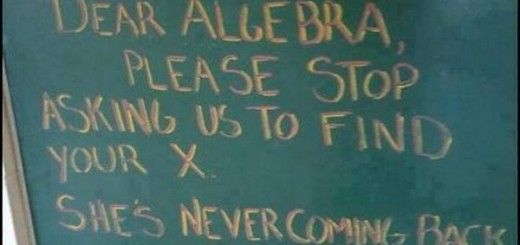 DEAR ALGEBRA,
PLEASE STOP
ASKING US TO FIND
YOUR X.
SHE'S NEVER COMING BACK